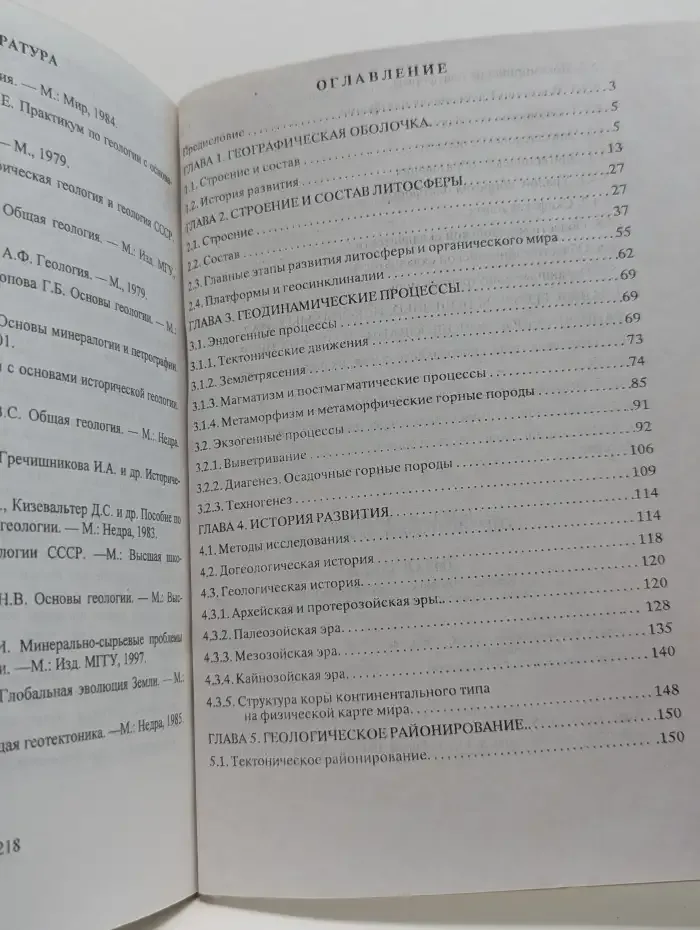 РАТУРА
ия. — М.: Мир, 1984.
Е. Практикум по геологии с основа-
— М., 1979.
рическая геология и геология СССР.
Общая геология. — М.: Изд. МГУ,
А.Ф. Геология. — М., 1979.
опова Г.Б. Основы геологии. — М.:
Основы минералогии и петрографии
01.
и с основами исторической геологии.
В.С. Общая геология. — М.: Недра,
Гречишникова И.А. и др. Историче-
., Кизевальтер Д.С. и др. Пособие по
геологии. — М.: Недра, 1983.
ологии СССР. —М.: Высшая шко-
Н.В. Основы геологии. — М.: Выс-
И. Минерально-сырьевые проблемы
и. —М.: Изд. МГГУ, 1997.
Глобальная эволюция Земли. — М.:
щая геотектоника. —М.: Недра, 1985.
218
ОГЛАВЛЕНИЕ
Предисловие . . . . 3
ГЛАВА 1. ГЕОГРАФИЧЕСКАЯ ОБОЛОЧКА. . . . 5
1.1. Строение и состав . . . . 5
1.2. История развития . . . . 13
ГЛАВА 2. СТРОЕНИЕ И СОСТАВ ЛИТОСФЕРЫ. . . . 27
2.1. Строение . . . . 27
2.2. Состав . . . . 37
2.3. Главные этапы развития литосферы и органического мира . . . . 55
2.4. Платформы и геосинклиналии . . . . 62
ГЛАВА 3. ГЕОДИНАМИЧЕСКИЕ ПРОЦЕССЫ. . . . 69
3.1. Эндогенные процессы . . . . 69
3.1.1. Тектонические движения . . . . 69
3.1.2. Землетрясения . . . . 73
3.1.3. Магматизм и постмагматические процессы . . . . 74
3.1.4. Метаморфизм и метаморфические горные породы . . . . 85
3.2. Экзогенные процессы . . . . 91
3.2.1. Выветривание . . . . 92
3.2.2. Диагенез. Осадочные горные породы . . . . 106
3.2.3. Техногенез . . . . 109
ГЛАВА 4. ИСТОРИЯ РАЗВИТИЯ. . . . 114
4.1. Методы исследования . . . . 114
4.2. Догеологическая история . . . . 118
4.3. Геологическая история. . . . 120
4.3.1. Архейская и протерозойская эры. . . . 120
4.3.2. Палеозойская эра. . . . 128
4.3.3. Мезозойская эра. . . . 135
4.3.4. Кайнозойская эра. . . . 140
4.3.5. Структура коры континентального типа
на физической карте мира. . . . 148
ГЛАВА 5. ГЕОЛОГИЧЕСКОЕ РАЙОНИРОВАНИЕ. . . . 150
5.1. Тектоническое районирование. . . . 150